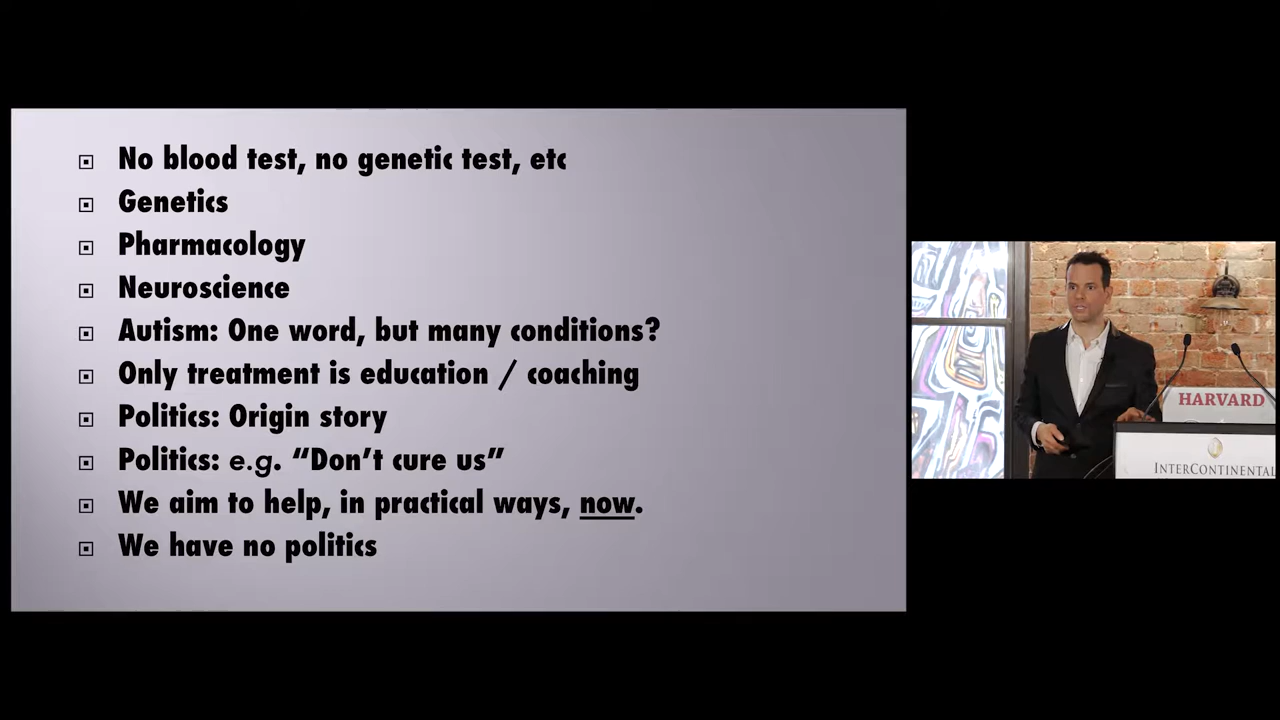 No blood test, no genetic test, etc
Genetics
Pharmacology
Neuroscience
Autism: One word, but many conditions?
Only treatment is education / coaching
Politics: Origin story
Politics: e.g. “Don’t cure us”
We aim to help, in practical ways, now.
We have no politics
HARVARD
INTERCONTINENTAL